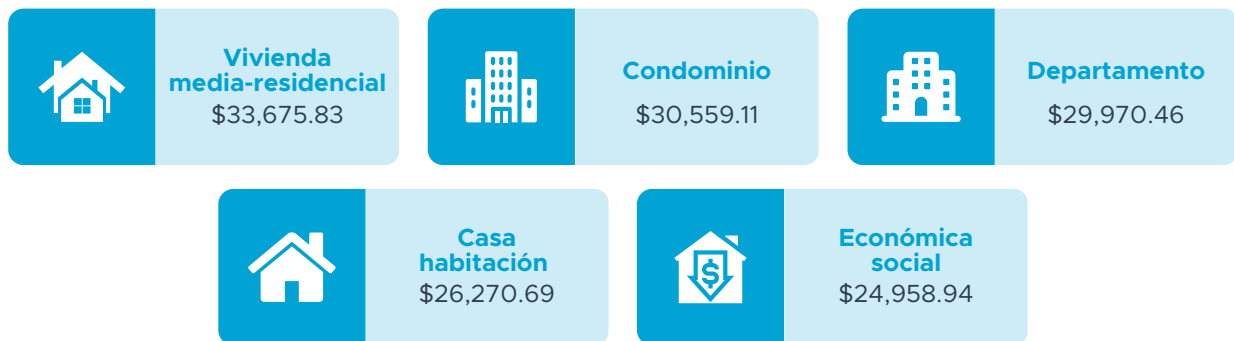 Vivienda
media-residencial
$33,675.83
Condominio
$30,559.11
Departamento
$29,970.46
Casa
habitación
$26,270.69
Económica
social
$24,958.94